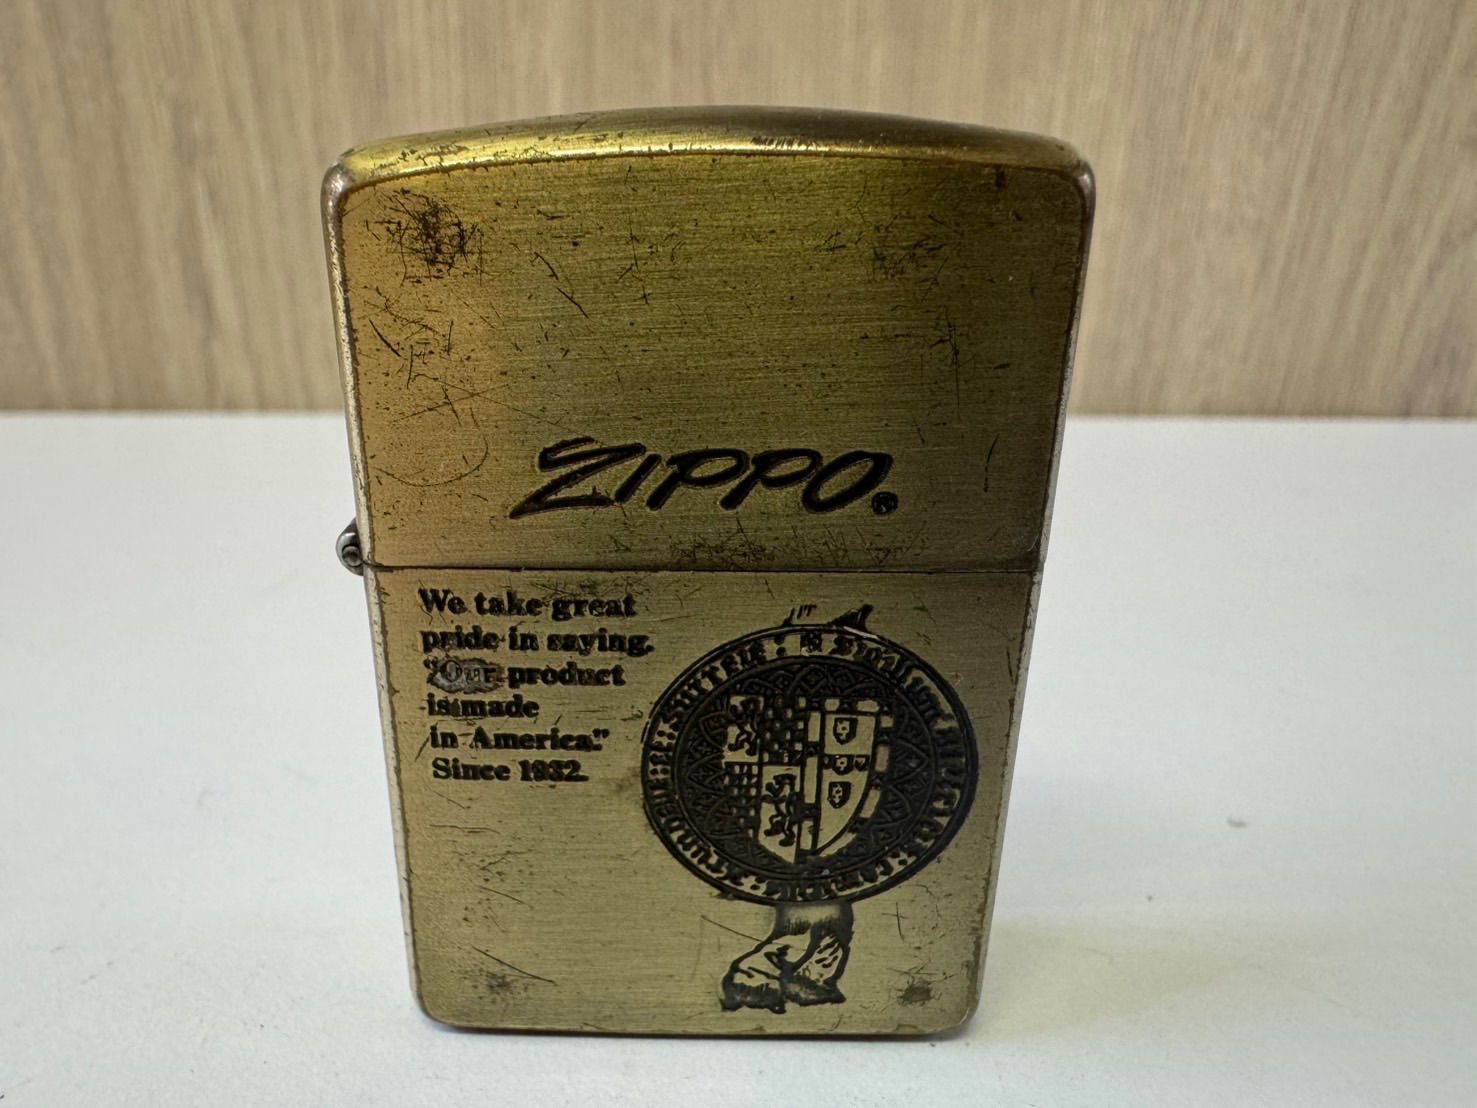 ZIPPO®
We take great
pride in saying.
"Our product
is made
in America."
Since 1932.